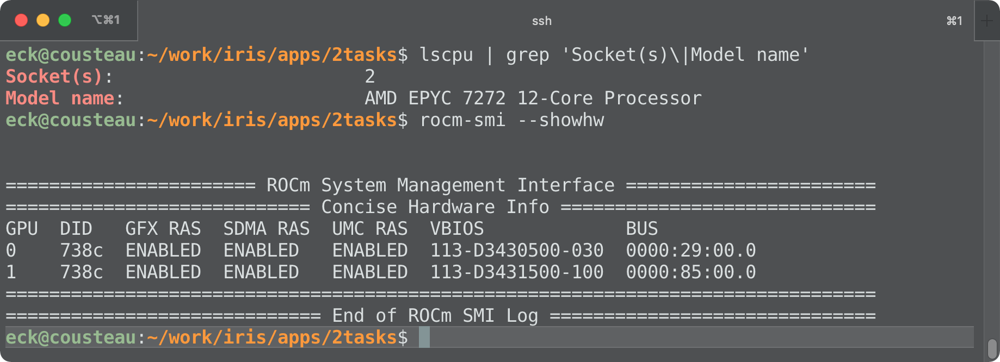 ⌥⌘1 ssh ⌘1 +
eck@cousteau:~/work/iris/apps/2tasks$ lscpu | grep 'Socket(s)\|Model name'
Socket(s): 2
Model name: AMD EPYC 7272 12-Core Processor
eck@cousteau:~/work/iris/apps/2tasks$ rocm-smi --showhw
======================= ROCm System Management Interface =======================
============================ Concise Hardware Info =============================
GPU DID GFX RAS SDMA RAS UMC RAS VBIOS BUS
0 738c ENABLED ENABLED ENABLED 113-D3430500-030 0000:29:00.0
1 738c ENABLED ENABLED ENABLED 113-D3431500-100 0000:85:00.0
================================================================================
============================= End of ROCm SMI Log ==============================
eck@cousteau:~/work/iris/apps/2tasks$